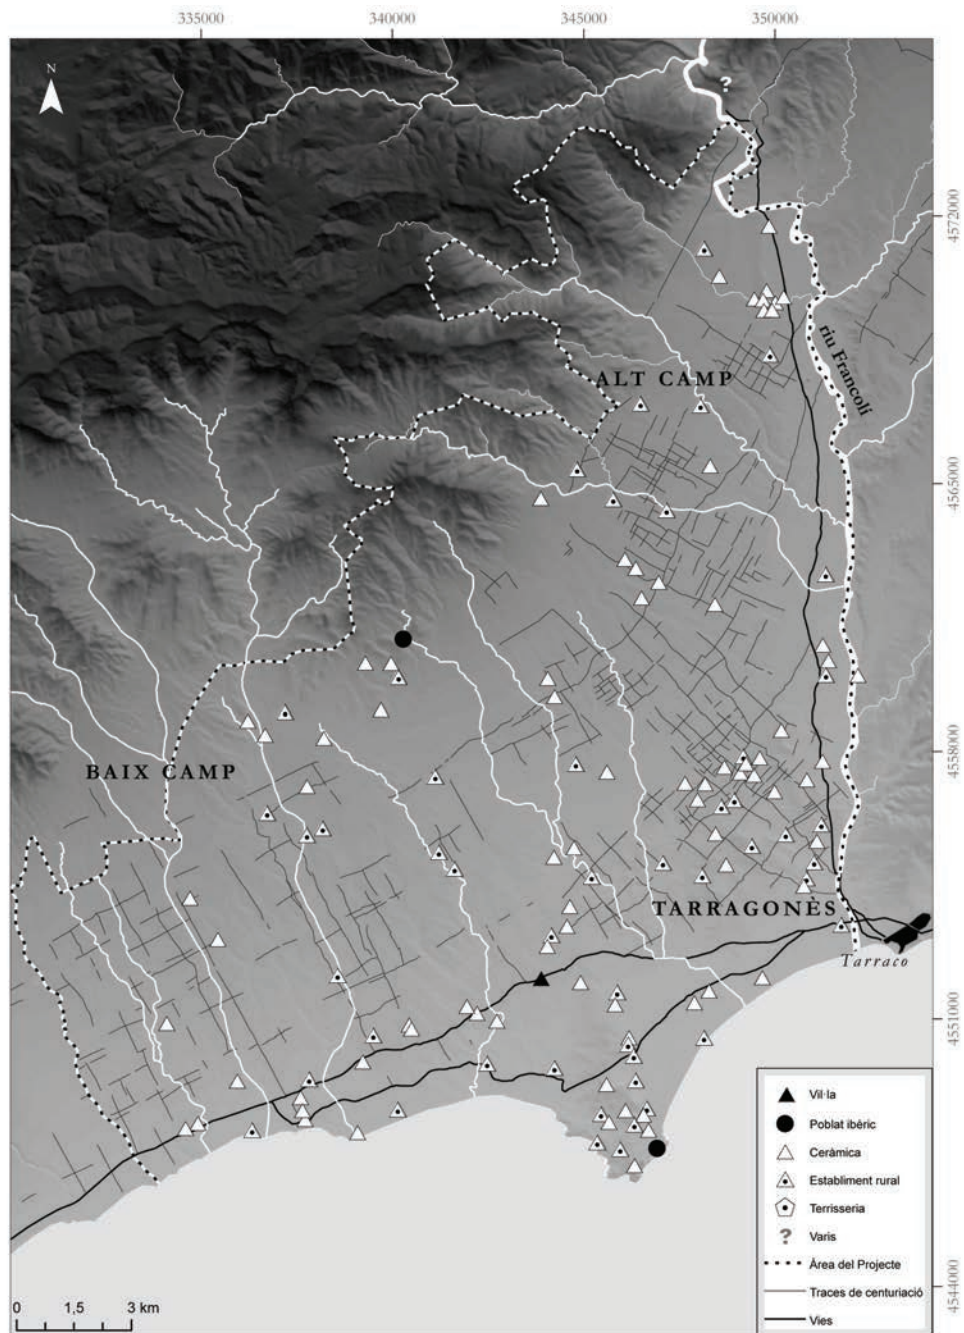 335000 340000 345000 350000
N
?
4572000
riu Francolí
ALT CAMP
4565000
4558000
BAIX CAMP
TARRAGONÈS
Tarraco
4551000
Vil·la
Poblat ibèric
Ceràmica
Establiment rural
Terrisseria
? Varis
Àrea del Projecte
Traces de centuriació
Vies
4544000
0 1,5 3 km